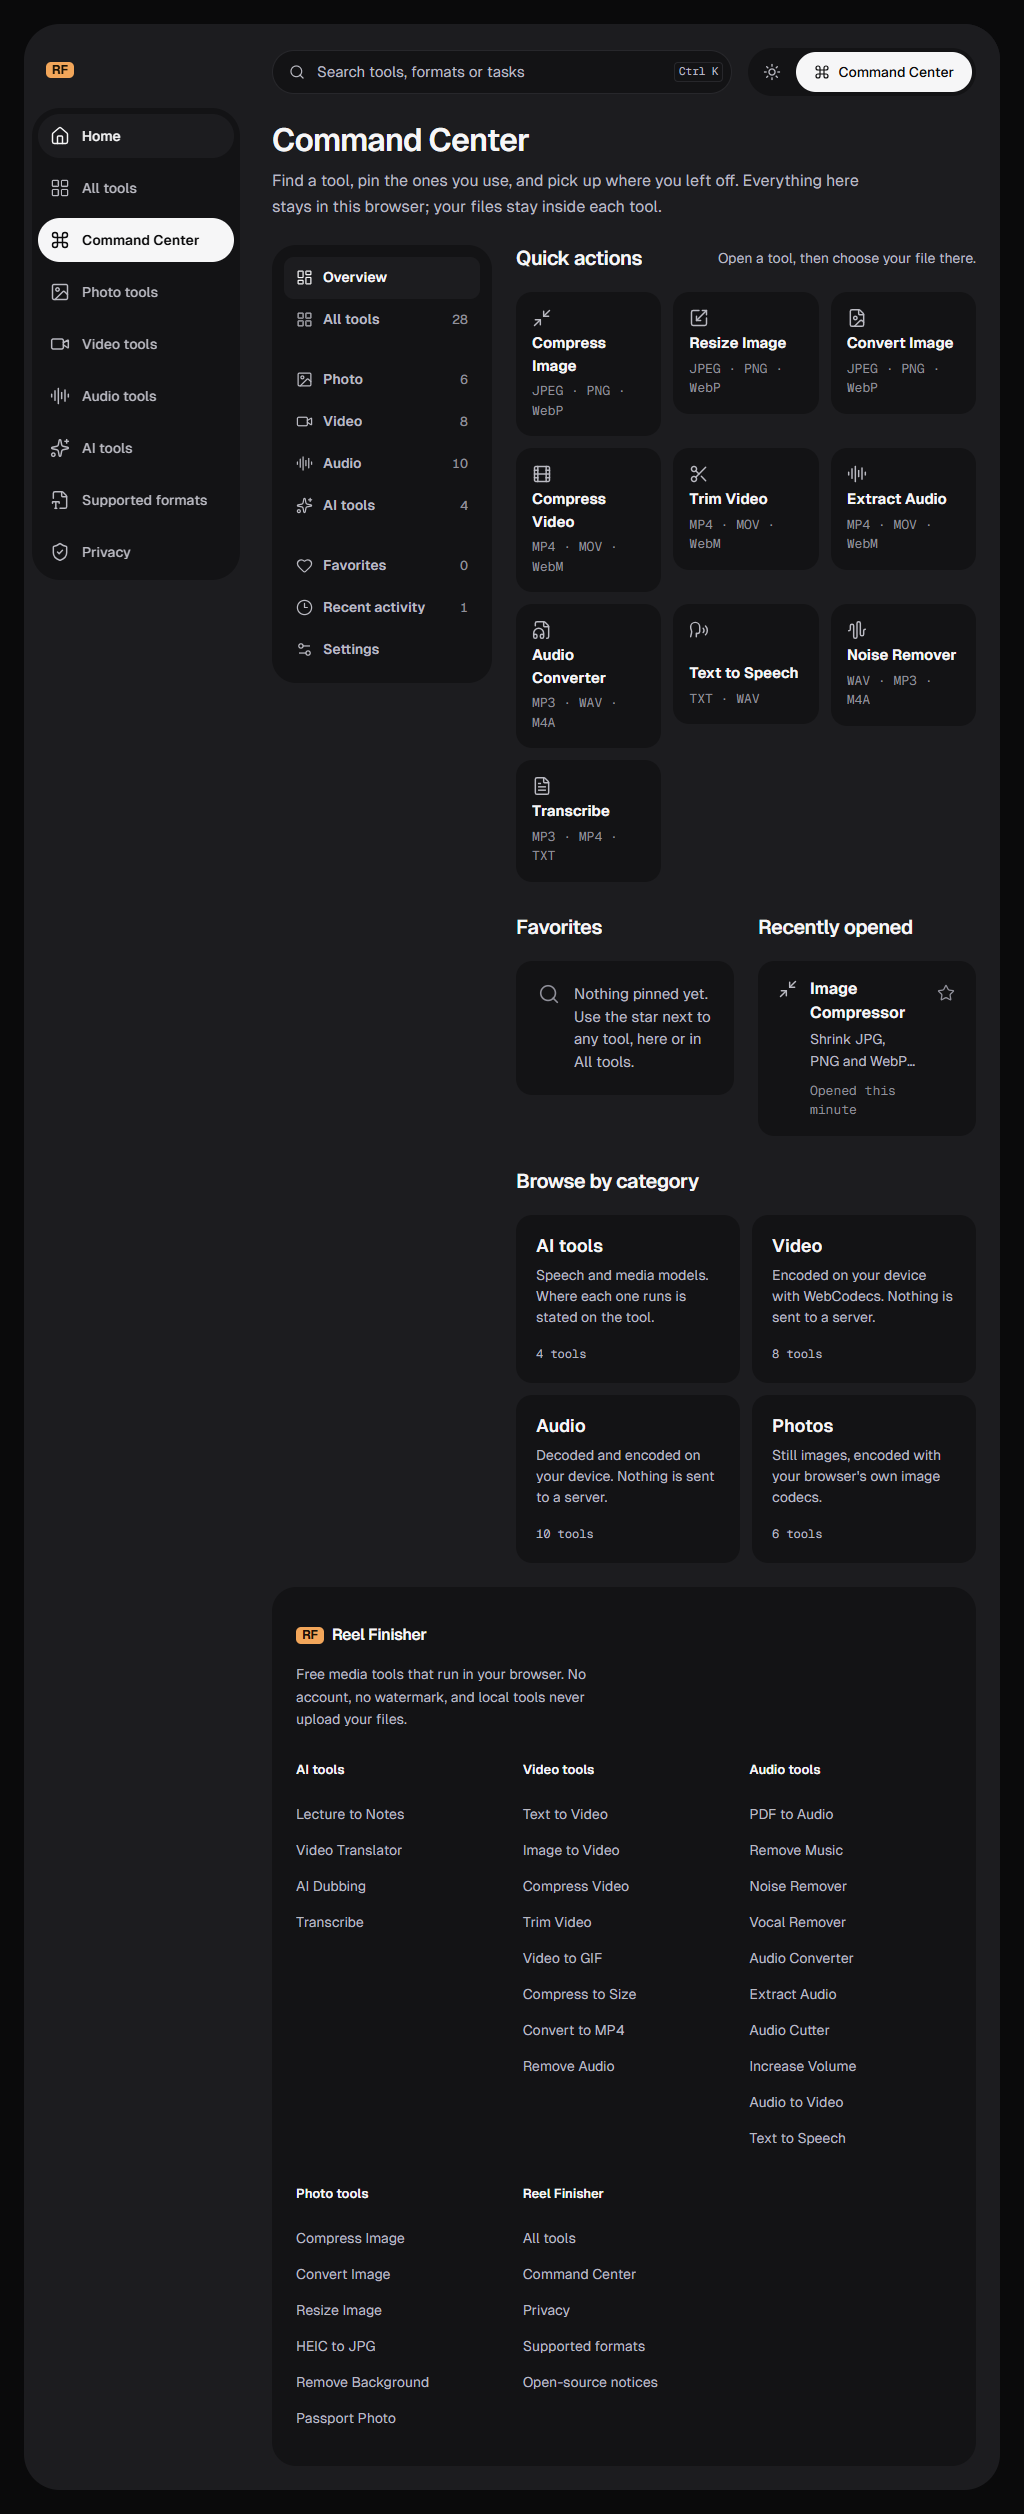 RF
Search tools, formats or tasks
Ctrl K
Command Center
Home
All tools
Command Center
Photo tools
Video tools
Audio tools
AI tools
Supported formats
Privacy
Command Center
Find a tool, pin the ones you use, and pick up where you left off. Everything here
stays in this browser; your files stay inside each tool.
Overview
All tools 28
Photo 6
Video 8
Audio 10
AI tools 4
Favorites 0
Recent activity 1
Settings
Quick actions
Open a tool, then choose your file there.
Compress
Image
JPEG · PNG ·
WebP
Resize Image
JPEG · PNG ·
WebP
Convert Image
JPEG · PNG ·
WebP
Compress
Video
MP4 · MOV ·
WebM
Trim Video
MP4 · MOV ·
WebM
Extract Audio
MP4 · MOV ·
WebM
Audio
Converter
MP3 · WAV ·
M4A
Text to Speech
TXT · WAV
Noise Remover
WAV · MP3 ·
M4A
Transcribe
MP3 · MP4 ·
TXT
Favorites
Nothing pinned yet.
Use the star next to
any tool, here or in
All tools.
Recently opened
Image
Compressor
Shrink JPG,
PNG and WebP…
Opened this
minute
Browse by category
AI tools
Speech and media models.
Where each one runs is
stated on the tool.
4 tools
Video
Encoded on your device
with WebCodecs. Nothing is
sent to a server.
8 tools
Audio
Decoded and encoded on
your device. Nothing is sent
to a server.
10 tools
Photos
Still images, encoded with
your browser's own image
codecs.
6 tools
RF Reel Finisher
Free media tools that run in your browser. No
account, no watermark, and local tools never
upload your files.
AI tools
Lecture to Notes
Video Translator
AI Dubbing
Transcribe
Video tools
Text to Video
Image to Video
Compress Video
Trim Video
Video to GIF
Compress to Size
Convert to MP4
Remove Audio
Audio tools
PDF to Audio
Remove Music
Noise Remover
Vocal Remover
Audio Converter
Extract Audio
Audio Cutter
Increase Volume
Audio to Video
Text to Speech
Photo tools
Compress Image
Convert Image
Resize Image
HEIC to JPG
Remove Background
Passport Photo
Reel Finisher
All tools
Command Center
Privacy
Supported formats
Open-source notices